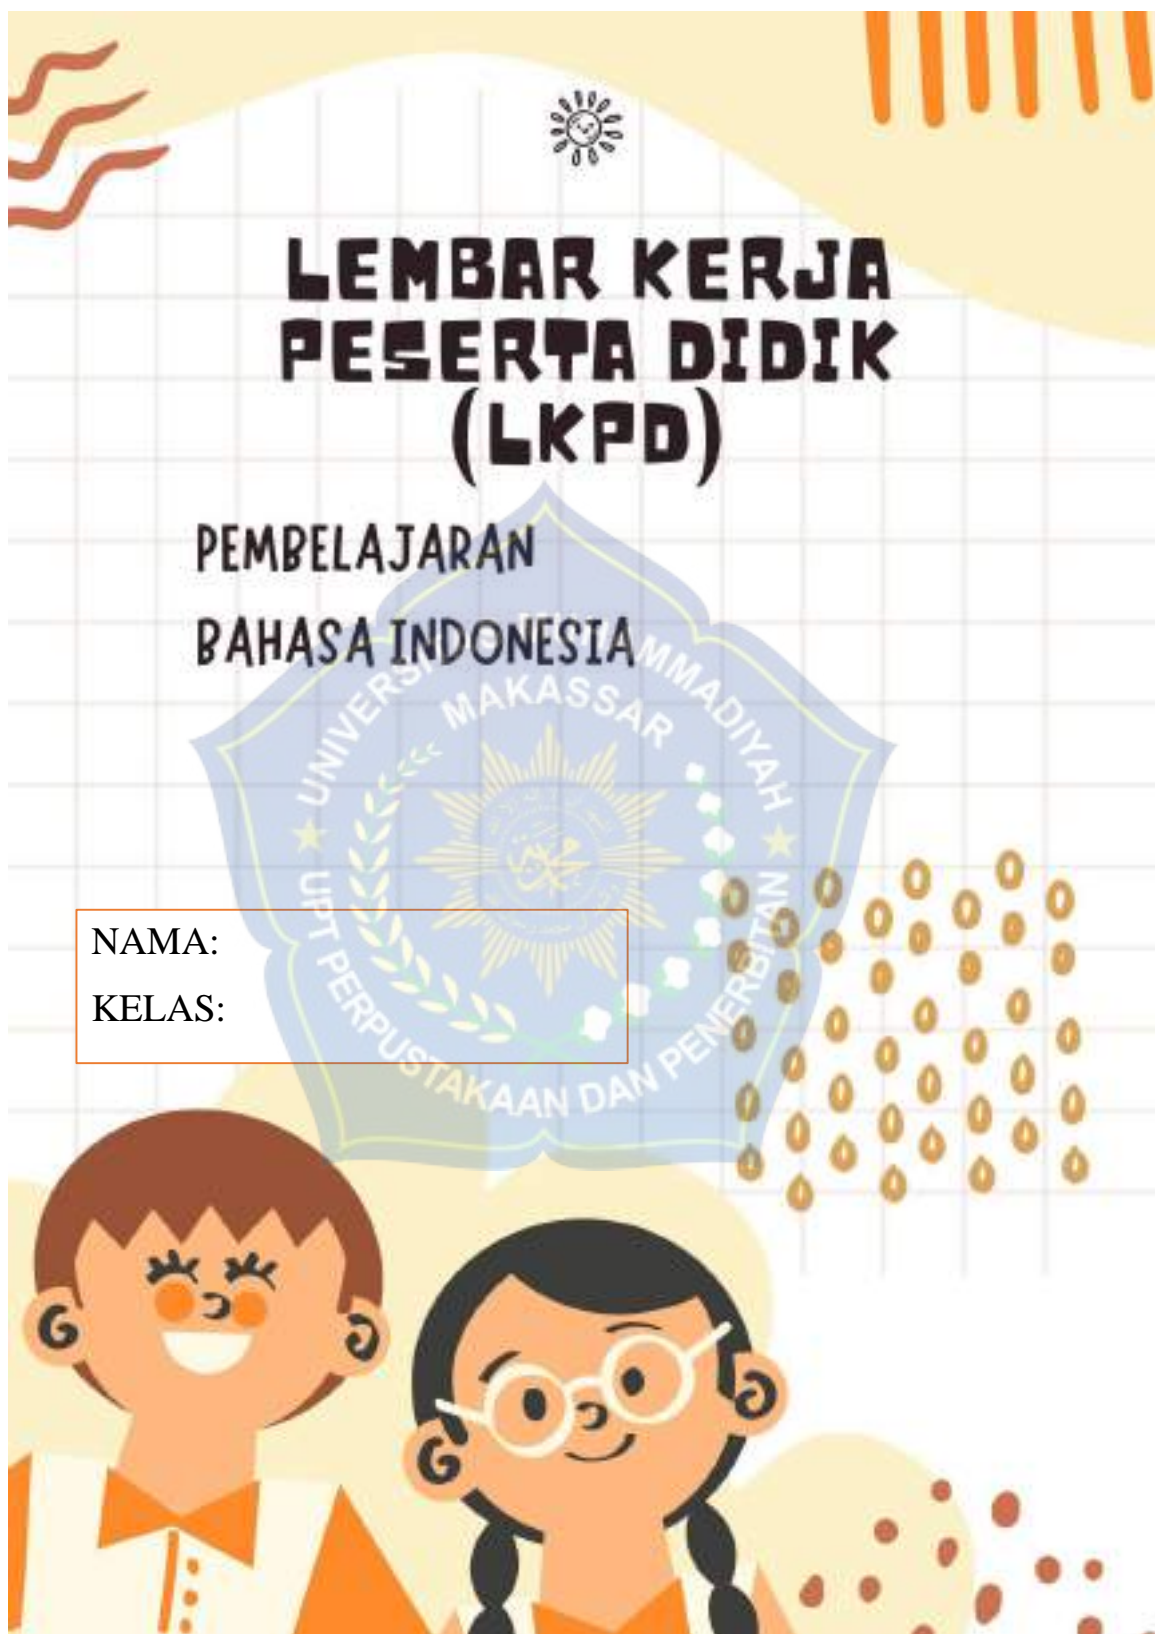 LEMBAR KERJA
PESERTA DIDIK
(LKPD)
PEMBELAJARAN
BAHASA INDONESIA
UNIVERSITAS MUHAMMADIYAH
MAKASSAR
NAMA:
KELAS:
UPT PERPUSTAKAAN DAN PENERBITAN